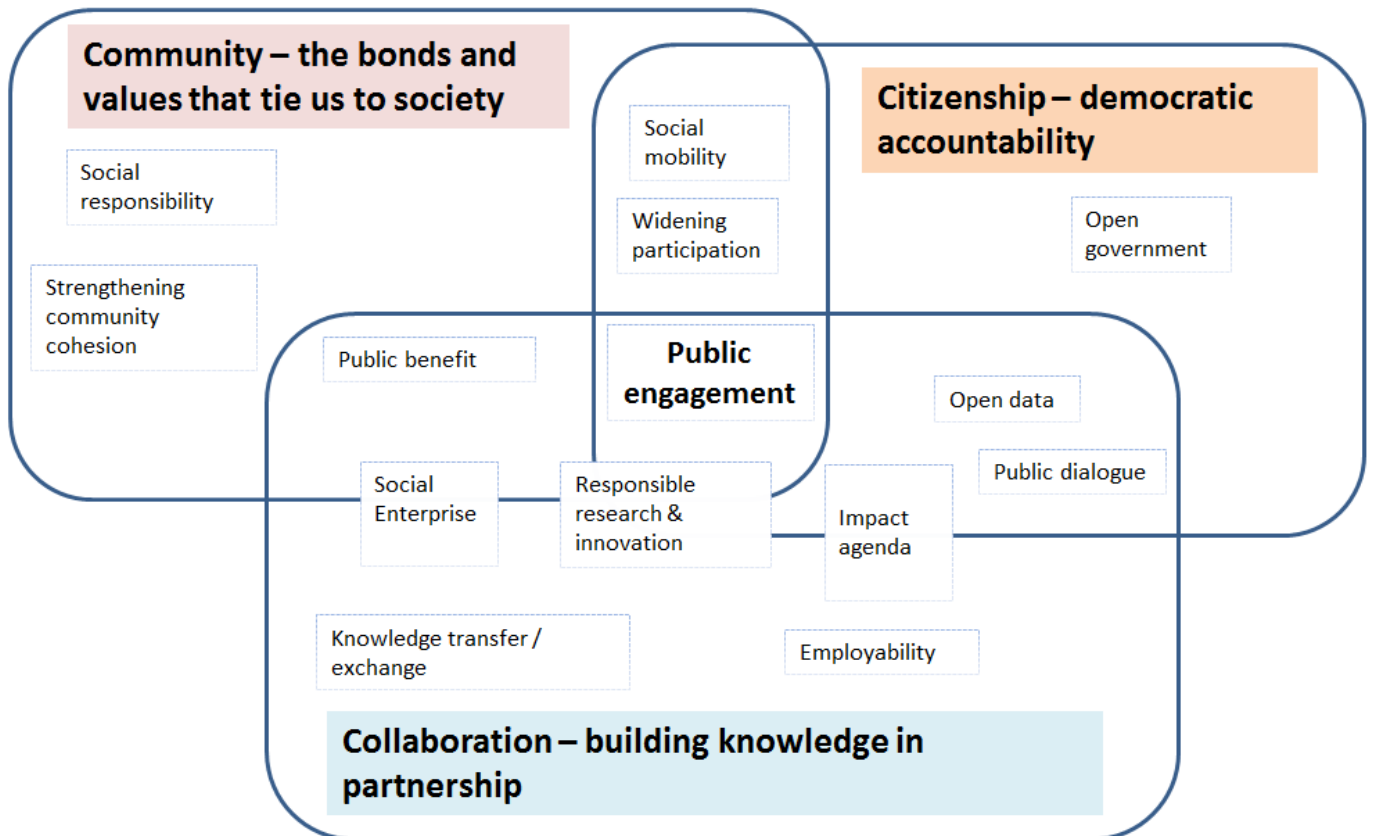 Community – the bonds and
values that tie us to society
Citizenship – democratic
accountability
Social
mobility
Social
responsibility
Widening
participation
Open
government
Strengthening
community
cohesion
Public benefit
Public
engagement
Open data
Public dialogue
Social
Enterprise
Responsible
research &
innovation
Impact
agenda
Knowledge transfer /
exchange
Employability
Collaboration – building knowledge in
partnership